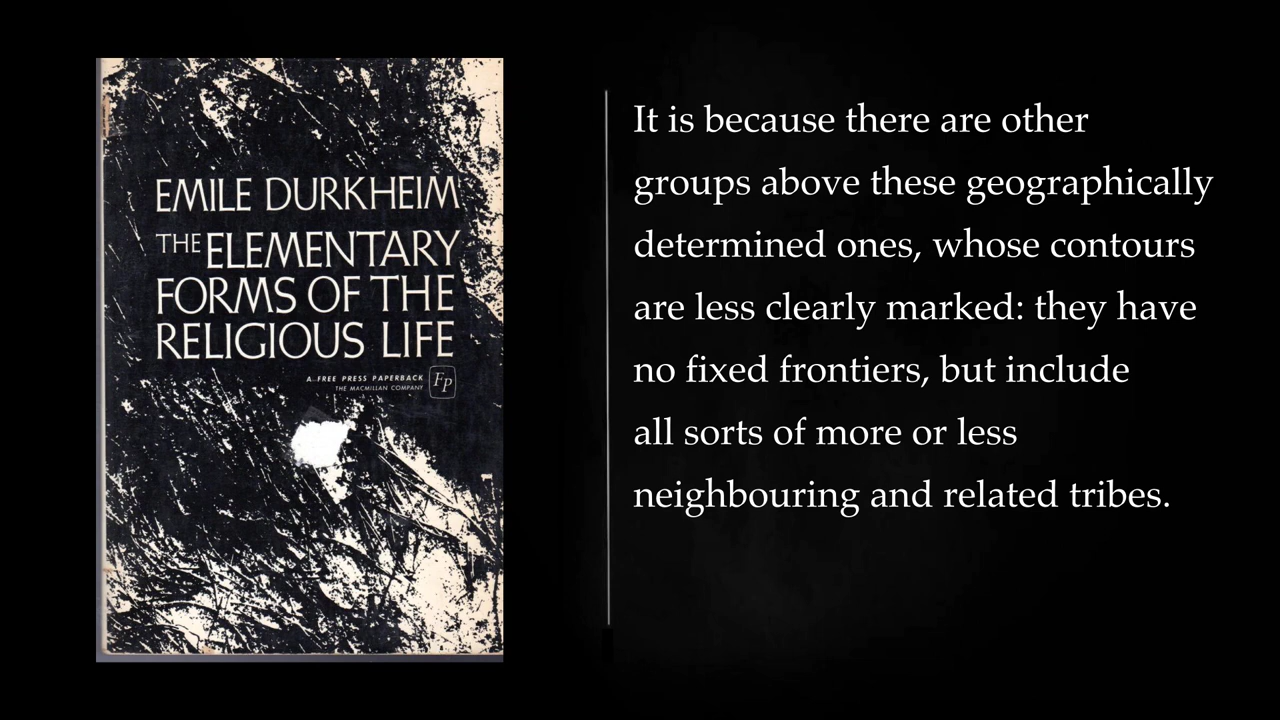 EMILE DURKHEIM
THE ELEMENTARY
FORMS OF THE
RELIGIOUS LIFE
A FREE PRESS PAPERBACK
THE MACMILLAN COMPANY
Fp
It is because there are other
groups above these geographically
determined ones, whose contours
are less clearly marked: they have
no fixed frontiers, but include
all sorts of more or less
neighbouring and related tribes.